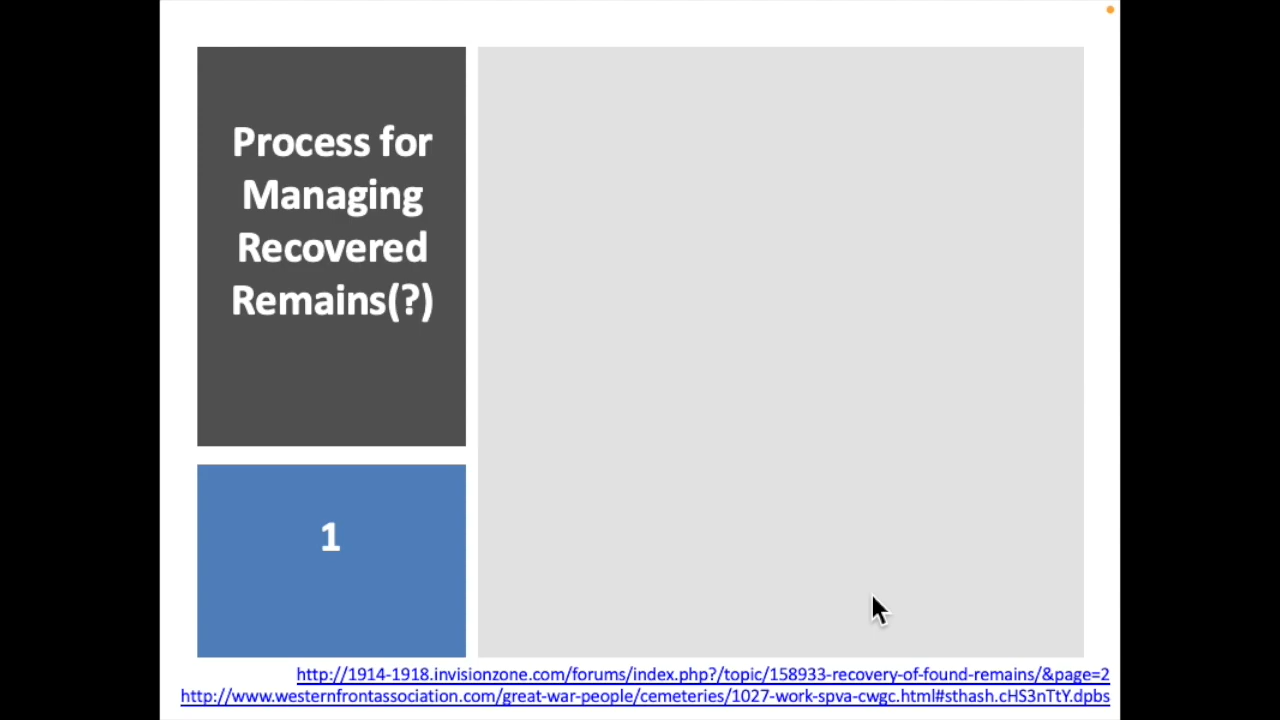 Process for
Managing
Recovered
Remains(?)
1
http://1914-1918.invisionzone.com/forums/index.php?/topic/158933-recovery-of-found-remains/&page=2
http://www.westernfrontassociation.com/great-war-people/cemeteries/1027-work-spva-cwgc.html#sthash.cHS3nTtY.dpbs